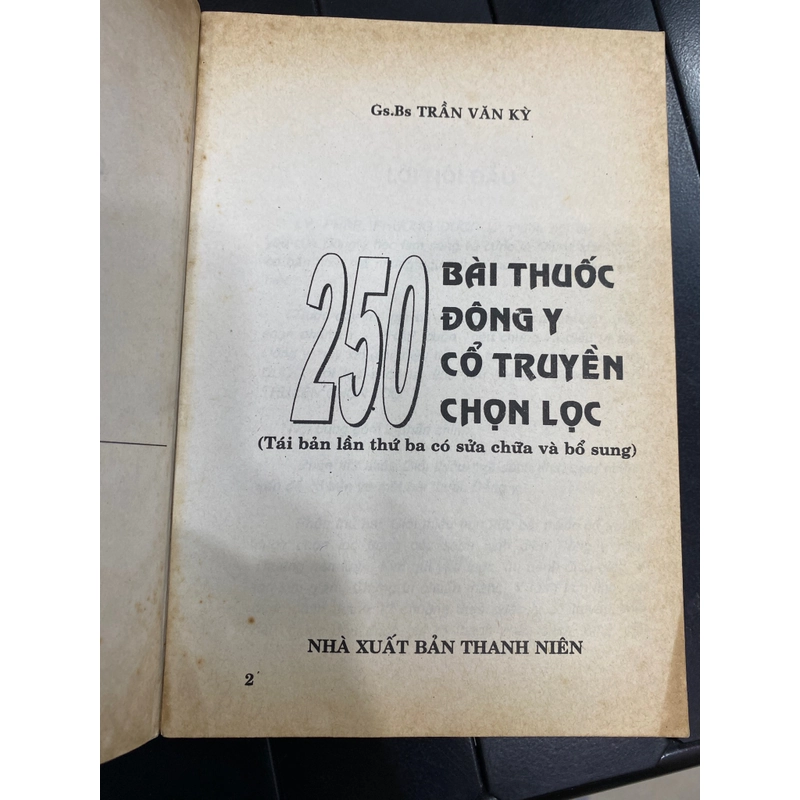 Gs.Bs TRẦN VĂN KỲ
250 BÀI THUỐC
ĐÔNG Y
CỔ TRUYỀN
CHỌN LỌC
(Tái bản lần thứ ba có sửa chữa và bổ sung)
NHÀ XUẤT BẢN THANH NIÊN
2